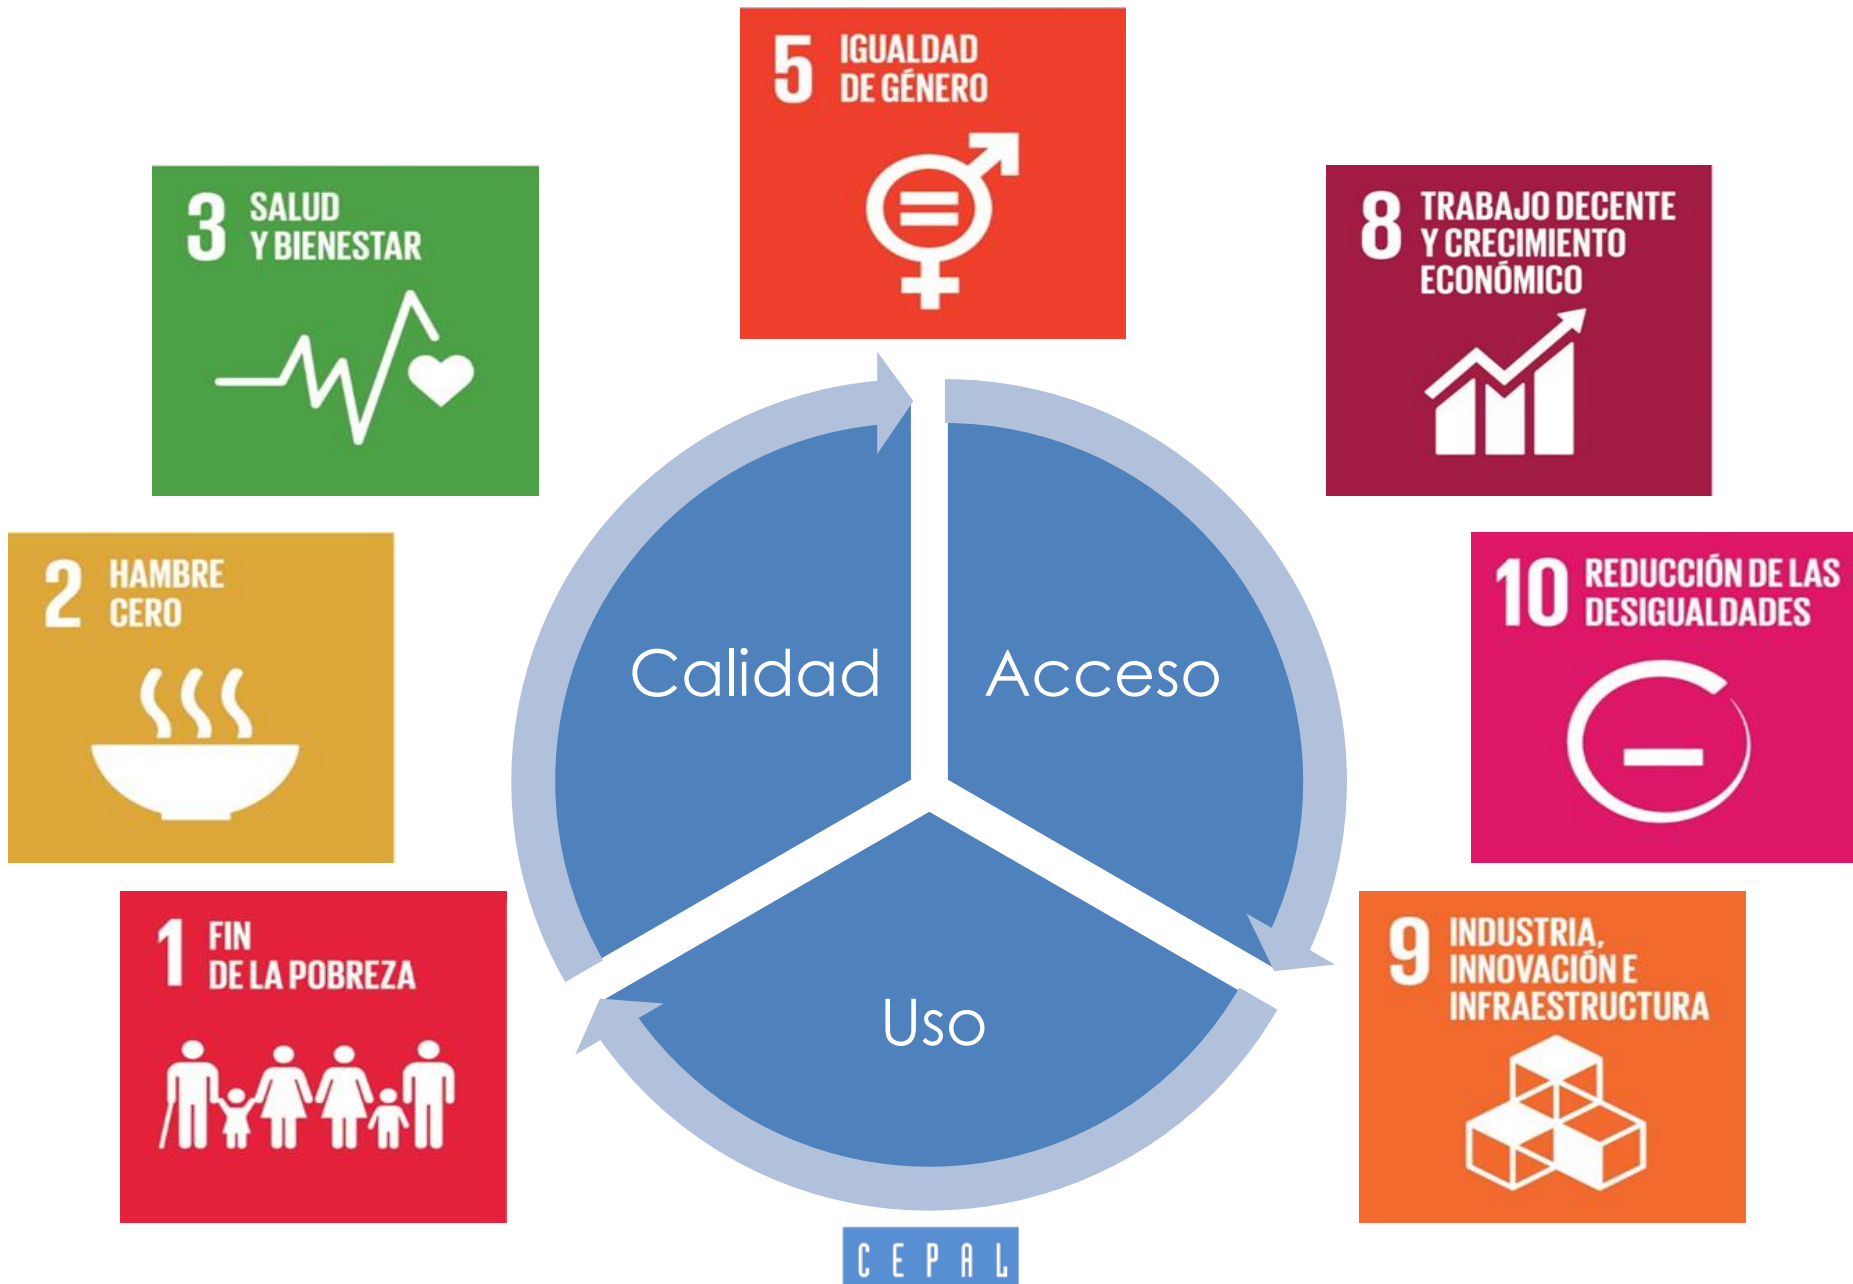 5 IGUALDAD
DE GÉNERO
3 SALUD
Y BIENESTAR
8 TRABAJO DECENTE
Y CRECIMIENTO
ECONÓMICO
2 HAMBRE
CERO
10 REDUCCIÓN DE LAS
DESIGUALDADES
Calidad
Acceso
1 FIN
DE LA POBREZA
9 INDUSTRIA,
INNOVACIÓN E
INFRAESTRUCTURA
Uso
CEPAL